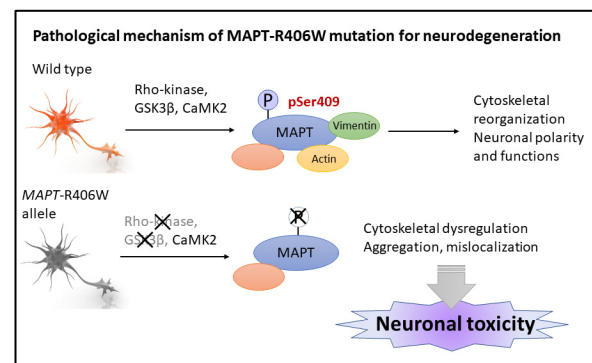 Pathological mechanism of MAPT-R406W mutation for neurodegeneration
Wild type
Rho-kinase,
GSK3β, CaMK2
P
pSer409
MAPT
Vimentin
Actin
Cytoskeletal
reorganization
Neuronal polarity
and functions
MAPT-R406W
allele
Rho-kinase,
GSK3β, CaMK2
P
MAPT
Cytoskeletal dysregulation
Aggregation, mislocalization
Neuronal toxicity